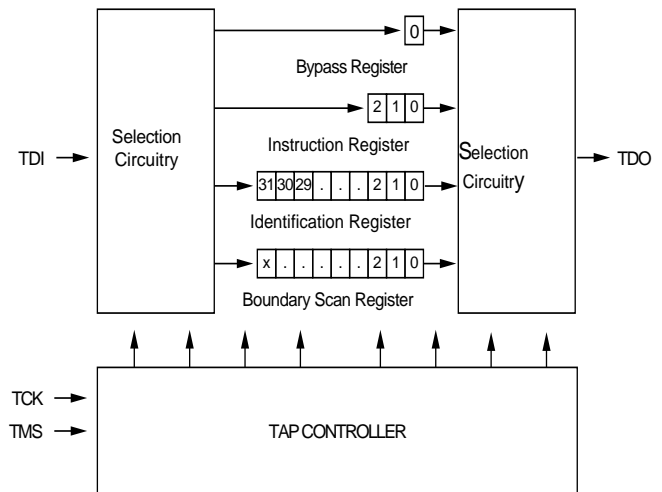 0
Bypass Register
2 1 0
Selection
Circuitry
Instruction Register
Selection
Circuitry
TDI
TDO
31 30 29 . . . 2 1 0
Identification Register
x . . . . . 2 1 0
Boundary Scan Register
TCK
TMS
TAP CONTROLLER